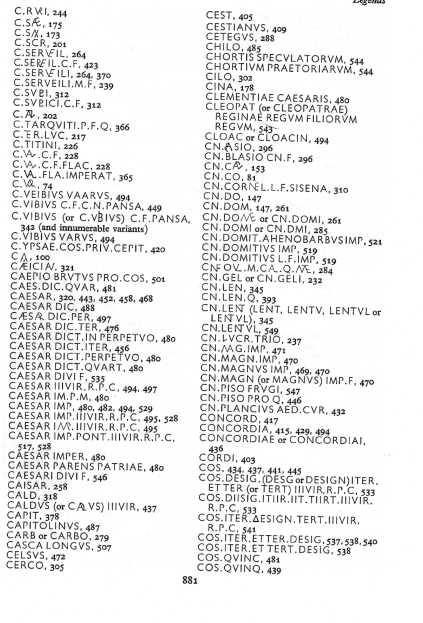 Legends
C.RVI, 244
C.SÆ, 175
C.SX, 173
C.SCR, 201
C.SERVEIL, 264
C.SERVEIL.C.F, 423
C.SERVEILI, 264, 370
C.SERVEILI.M.F, 239
C.SVBI, 312
C.SVBICI.C.F, 312
202
C.TARQVITI.P.F.Q, 366
C.TER.LVC, 217
C.TITINI, 226
C.F, 228
C.F.FLAC, 228
FLA.IMPERAT, 365
74
C.VEIBIVS VAARVS, 494
C.VIBIVS C.F.C.N.PANSA, 449
C.VIBIVS (or C.VBIVS) C.F.PANSA,
342 (and innumerable variants)
C.VIBIVS VARVS, 494
C.YPSAE.COS.PRIV.CEPIT, 420
CA, 100
CÆICIA, 321
CAEPIO BRVTVS PRO.COS, 501
CAES.DIC.QVAR, 481
CAESAR, 320, 443, 452, 458, 468
CAESAR DIC, 488
CÆSAR DIC.PER, 497
CAESAR DIC.TER, 476
CAESAR DICT.IN PERPETVO, 480
CAESAR DICT.ITER, 456
CAESAR DICT.PERPETVO, 480
CAESAR DICT.QVART, 480
CAESAR DIVI F, 535
CAESAR IIIVIR.R.P.C, 494, 497
CAESAR IM.P.M, 480
CAESAR IMP, 480, 482, 494, 529
CAESAR IMP.IIIVIR.R.P.C, 495, 528
CAESAR IM.IIIVIR.R.P.C, 495
CAESAR IMP.PONT.IIIVIR.R.P.C,
517, 528
CAESAR IMPER, 480
CAESAR PARENS PATRIAE, 480
CAESARI DIVI F, 546
CAISAR, 258
CALD, 318
CALDVS (or CALVS) IIIVIR, 437
CAPIT, 378
CAPITOLINVS, 487
CARB or CARBO, 279
CASCA LONGVS, 507
CELSVS, 472
CERCO, 305
CEST, 405
CESTIANVS, 409
CETEGVS, 288
CHILO, 485
CHORTIS SPECVLATORVM, 544
CHORTIVM PRAETORIARVM, 544
CILO, 302
CINA, 178
CLEMENTIAE CAESARIS, 480
CLEOPAT (or CLEOPATRAE)
REGINAE REGVM FILIORVM
REGVM, 543
CLOAC or CLOACIN, 494
CN.BLASIO, 296
CN.BLASIO CN.F, 296
CN.CÆ, 153
CN.CO, 81
CN.CORNEL.L.F.SISENA, 310
CN.DO, 147
CN.DOM, 147, 261
CN.DOME or CN.DOMI, 261
CN.DOMI or CN.DMI, 285
CN.DOMIT.AHENOBARBVS IMP, 521
CN.DOMITIVS IMP, 519
CN.DOMITIVS L.F.IMP, 519
CN.FOVL.M.CA.Q.ME, 284
CN.GEL or CN.GELI, 232
CN.LEN, 345
CN.LEN.Q, 393
CN.LENT (LENT, LENTV, LENTVL or
LENTVL), 345
CN.LENTVL, 549
CN.LVCR.TRIO, 237
CN.MAG.IMP, 471
CN.MAGN.IMP, 470
CN.MAGNVS IMP, 469, 470
CN.MAGN (or MAGNVS) IMP.F, 470
CN.PISO FRVGI, 547
CN.PISO PRO Q, 446
CN.PLANCIVS AED.CVR, 432
CONCORD, 417
CONCORDIA, 415, 429, 494
CONCORDIAE or CONCORDIAI,
436
CORDI, 403
COS, 434, 437, 441, 445
COS.DESIG.(DESG or DESIGN)ITER.
ET TER (or TERT) IIIVIR.R.P.C, 533
COS.DIISIG.ITIIR.IIT.TIIRT.IIIVIR.
R.P.C, 533
COS.ITER.ΔESIGN.TERT.IIIVIR.
R.P.C, 541
COS.ITER.ETTER.DESIG, 537, 538, 540
COS.ITER.ET TERT.DESIG, 538
COS.QVINC, 481
COS.QVINQ, 439
881